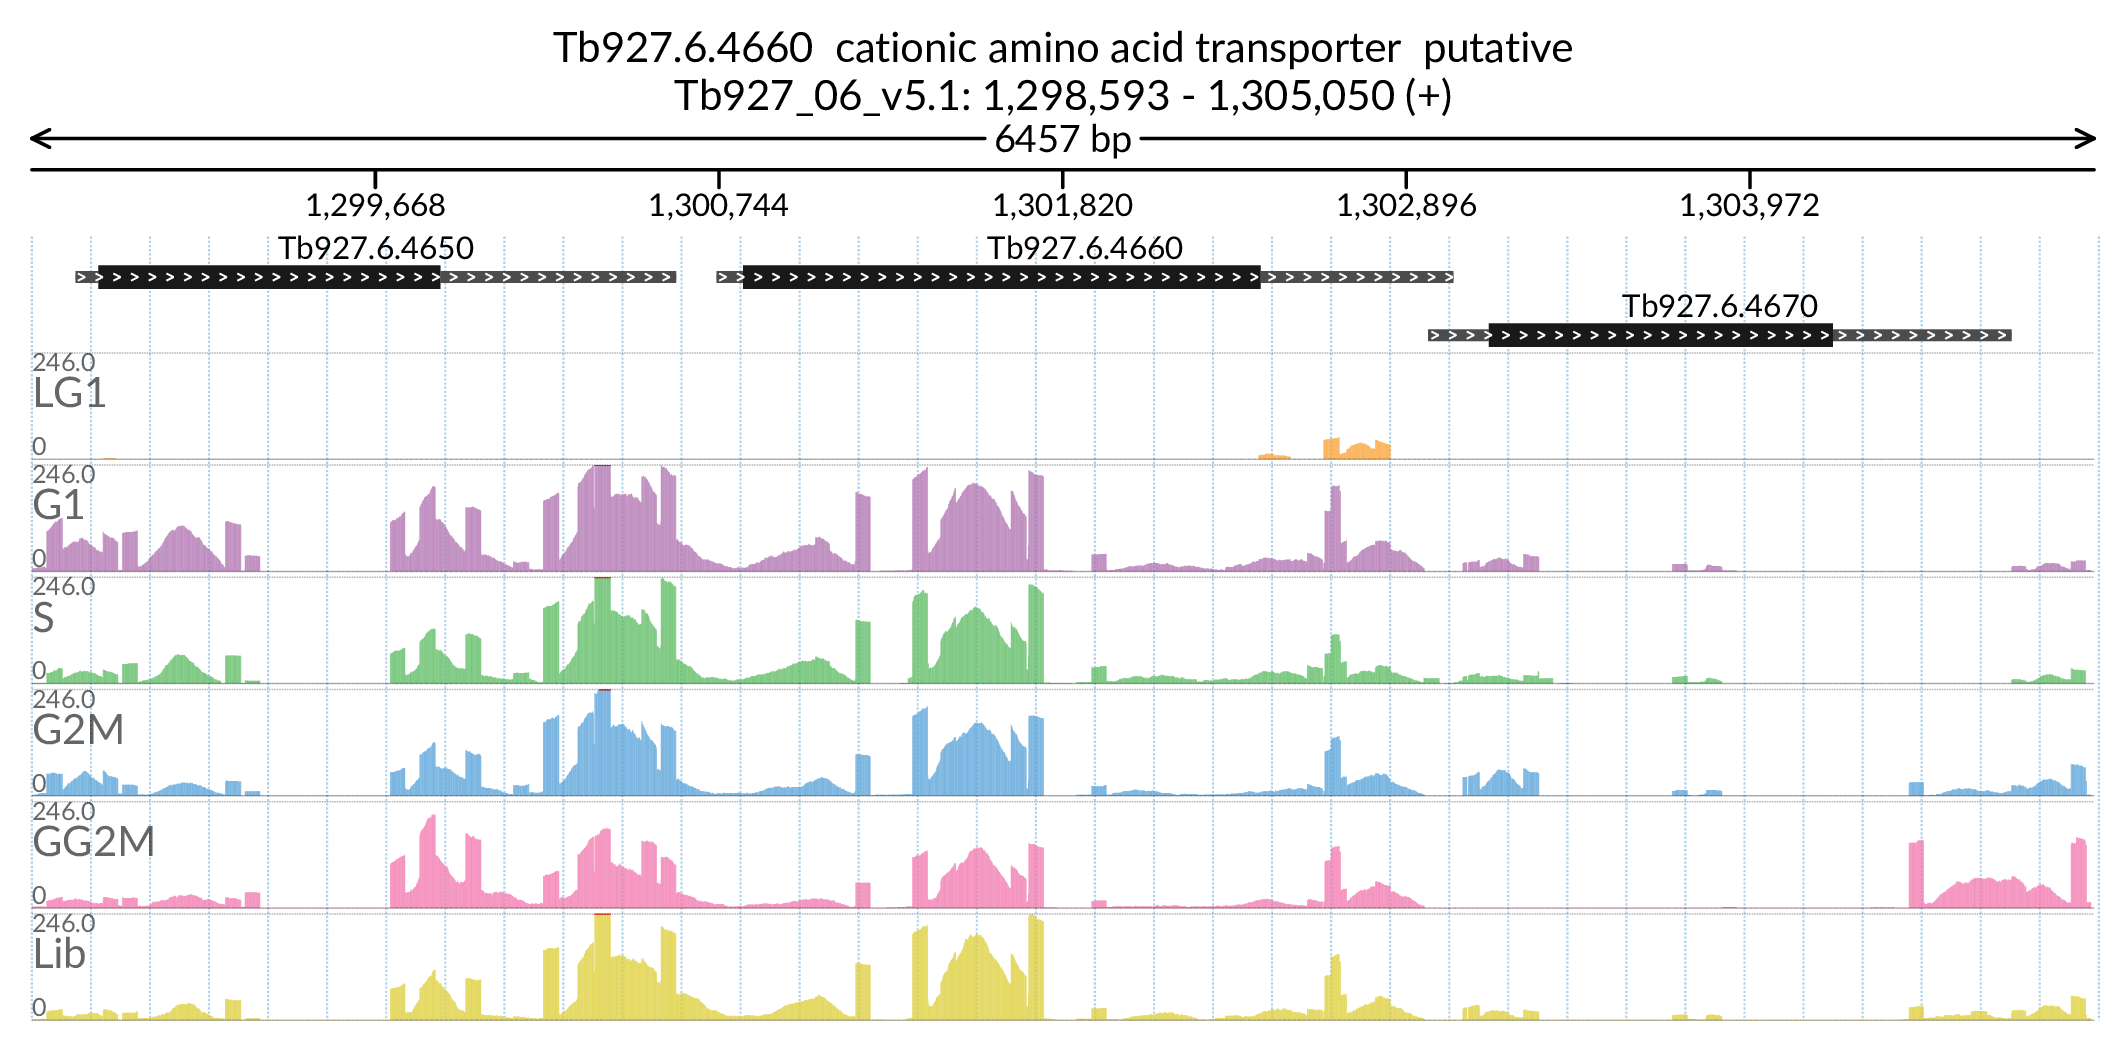 Tb927.6.4660 cationic amino acid transporter putative
Tb927_06_v5.1: 1,298,593 - 1,305,050 (+)
6457 bp
1,299,668 1,300,744 1,301,820 1,302,896 1,303,972
Tb927.6.4650 Tb927.6.4660
Tb927.6.4670
246.0
LG1
0
246.0
G1
0
246.0
S
0
246.0
G2M
0
246.0
GG2M
0
246.0
Lib
0